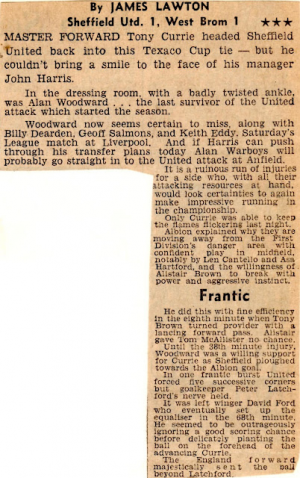 By JAMES LAWTON
Sheffield Utd. 1, West Brom 1 ★★★
MASTER FORWARD Tony Currie headed Sheffield
United back into this Texaco Cup tie — but he
couldn't bring a smile to the face of his manager
John Harris.
In the dressing room, with a badly twisted ankle,
was Alan Woodward . . . the last survivor of the United
attack which started the season.
Woodward now seems certain to miss, along with
Billy Dearden, Geoff Salmons, and Keith Eddy, Saturday's
League match at Liverpool. And if Harris can push
through his transfer plans today Alan Warboys will
probably go straight in to the United attack at Anfield.
It is a ruinous run of injuries
for a side who, with all their
attacking resources at hand,
would look certainties to again
make impressive running in
the championship.
Only Currie was able to keep
the flames flickering last night.
Albion explained why they are
moving away from the First
Division's danger area with
confident play in midfield,
notably by Len Cantello and Asa
Hartford, and the willingness of
Alistair Brown to break with
power and aggressive instinct.
Frantic
He did this with fine efficiency
in the eighth minute when Tony
Brown turned provider with a
lancing forward pass. Alistair
gave Tom McAllister no chance.
Until the 38th minute injury,
Woodward was a willing support
for Currie as Sheffield ploughed
towards the Albion goal.
In one frantic burst United
forced five successive corners
but goalkeeper Peter Latch-
ford's nerve held.
It was left winger David Ford
who eventually set up the
equaliser in the 68th minute.
He seemed to be outrageously
ignoring a good scoring chance
before delicately planting the
ball on the forehead of the
advancing Currie.
The England forward
majestically sent the ball
beyond Latchford.